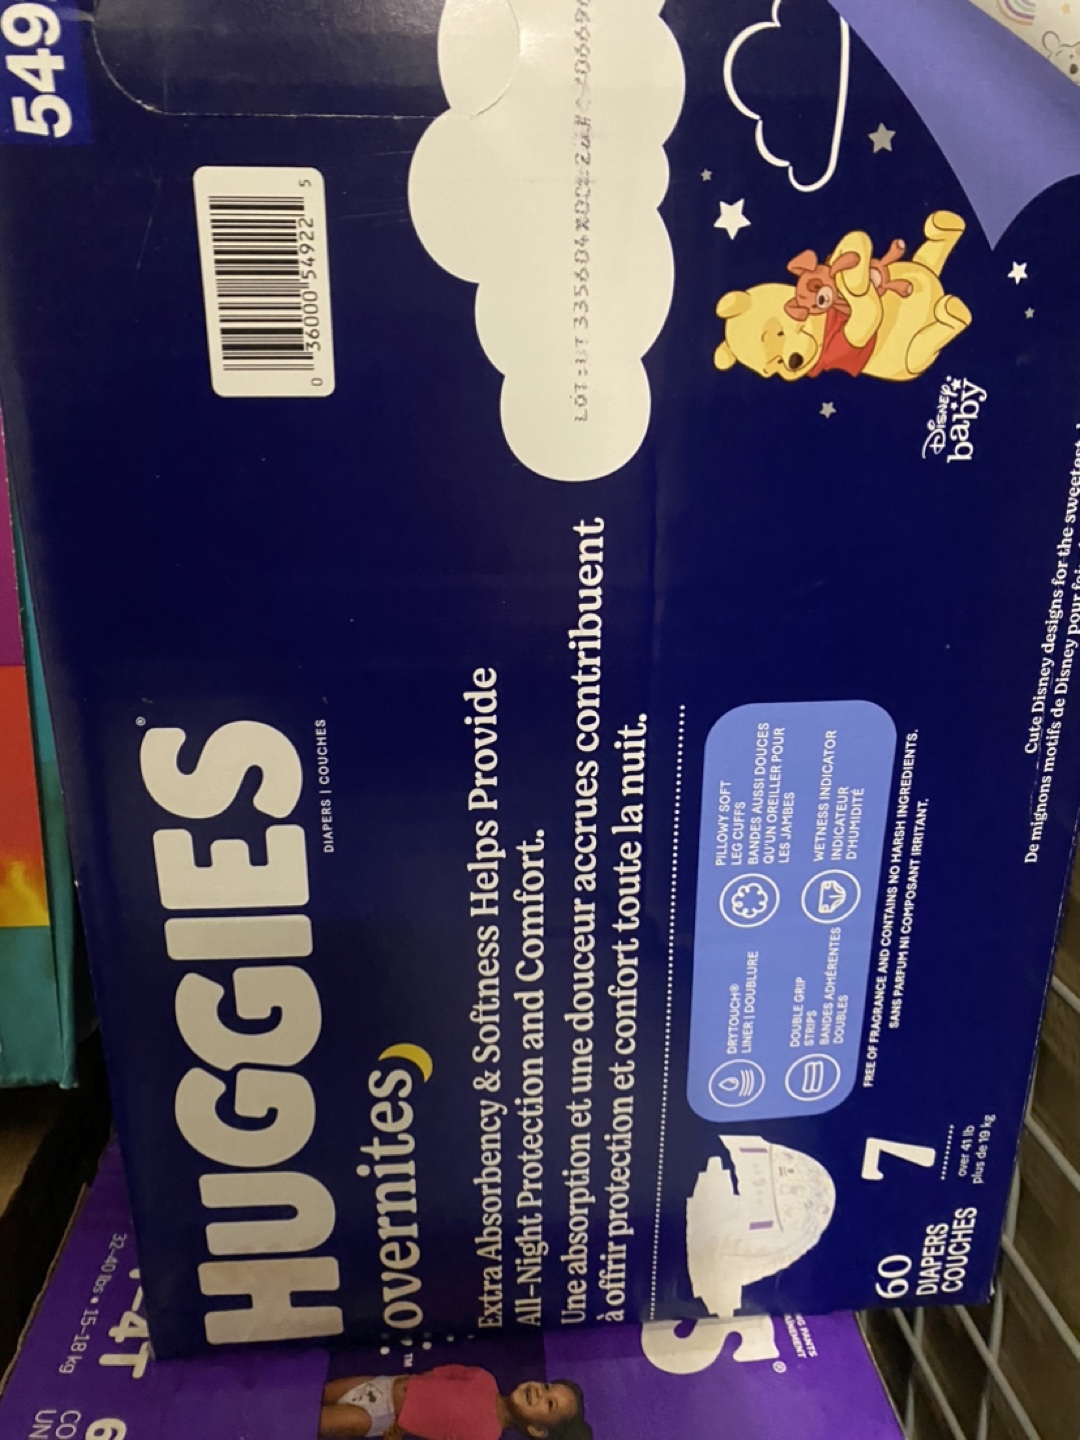 549
0 36000 54922 5
LOT:
HUGGIES®
DIAPERS | COUCHES
overnites™
Extra Absorbency & Softness Helps Provide
All-Night Protection and Comfort.
Une absorption et une douceur accrues contribuent
à offrir protection et confort toute la nuit.
DRYTOUCH®
LINER | DOUBLURE
PILLOWY SOFT
LEG CUFFS
BANDES AUSSI DOUCES
QU'UN OREILLER POUR
LES JAMBES
DOUBLE GRIP
STRIPS
BANDES ADHÉRENTES
DOUBLES
WETNESS INDICATOR
INDICATEUR
D'HUMIDITÉ
FREE OF FRAGRANCE AND CONTAINS NO HARSH INGREDIENTS.
SANS PARFUM NI COMPOSANT IRRITANT.
60
DIAPERS
COUCHES
7
over 41 lb
plus de 19 kg
Disney
baby
Cute Disney designs for the sweetest
De mignons motifs de Disney pour
4T
32-40 lbs • 15-18 kg
6